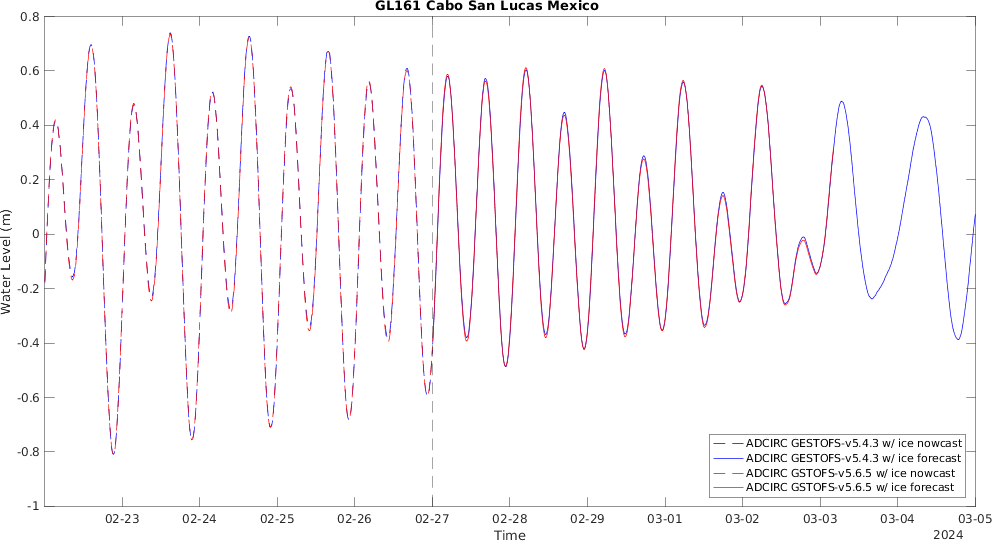 GL161 Cabo San Lucas Mexico
0.8
0.6
0.4
0.2
0
-0.2
-0.4
-0.6
-0.8
-1
Water Level (m)
ADCIRC GESTOFS-v5.4.3 w/ ice nowcast
ADCIRC GESTOFS-v5.4.3 w/ ice forecast
ADCIRC GSTOFS-v5.6.5 w/ ice nowcast
ADCIRC GSTOFS-v5.6.5 w/ ice forecast
02-23 02-24 02-25 02-26 02-27 02-28 02-29 03-01 03-02 03-03 03-04 03-05
Time
2024